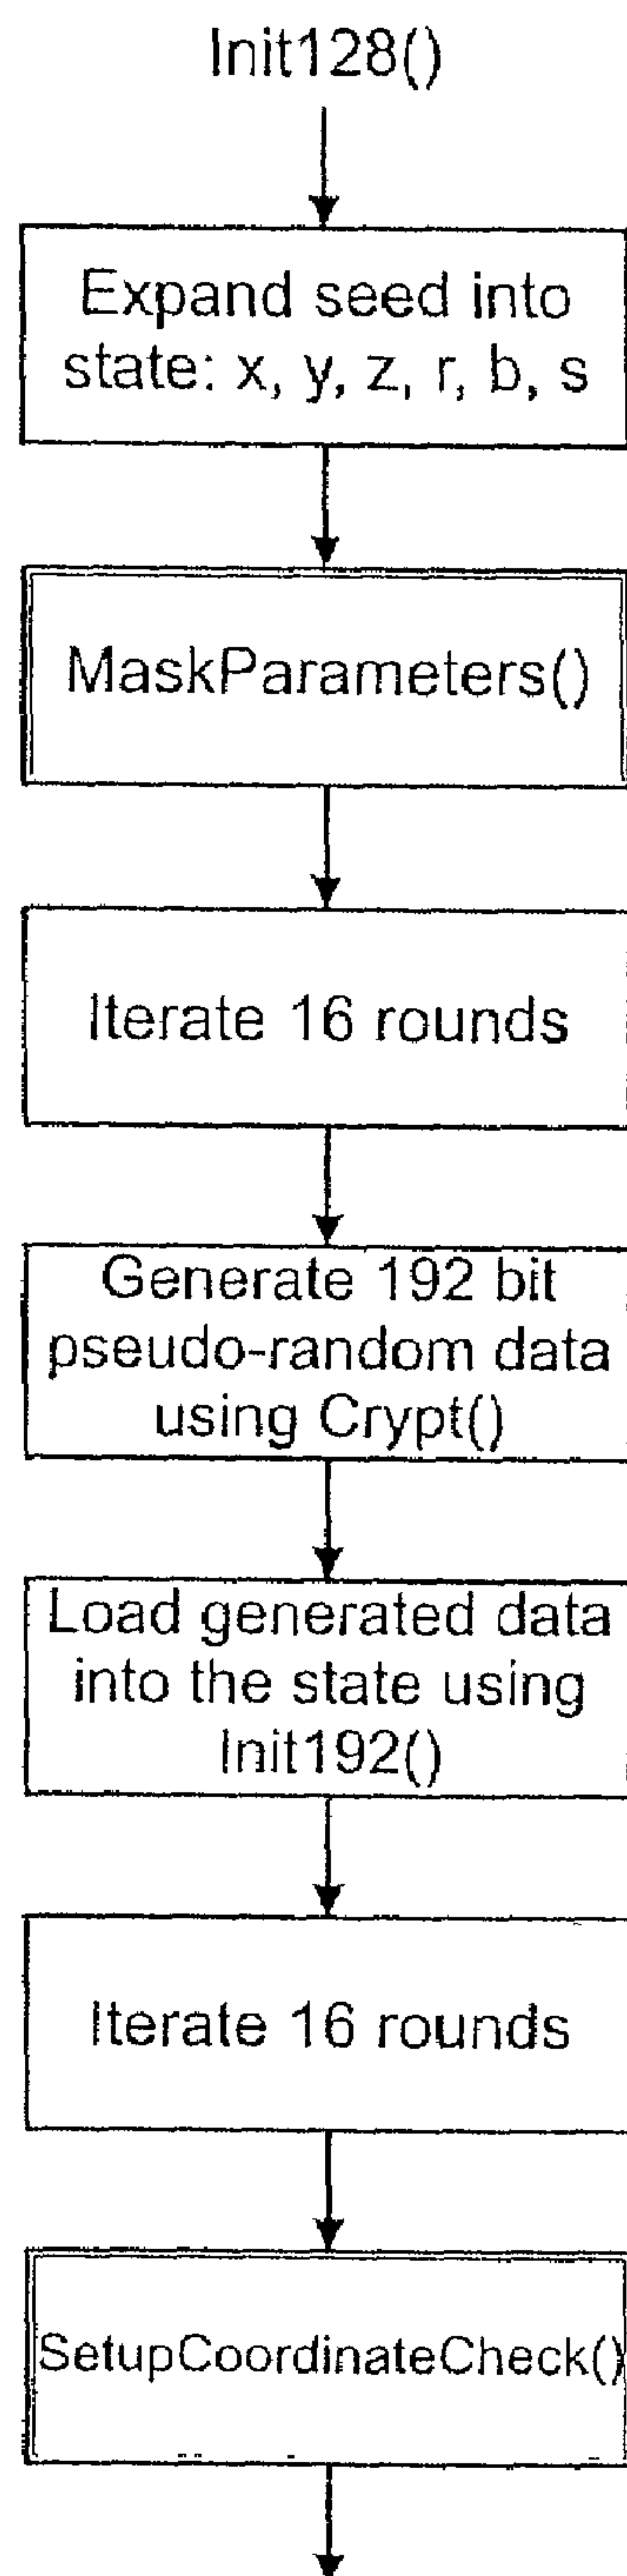 Init128()
Expand seed into
state: x, y, z, r, b, s
MaskParameters()
Iterate 16 rounds
Generate 192 bit
pseudo-random data
using Crypt()
Load generated data
into the state using
Init192()
Iterate 16 rounds
SetupCoordinateCheck()